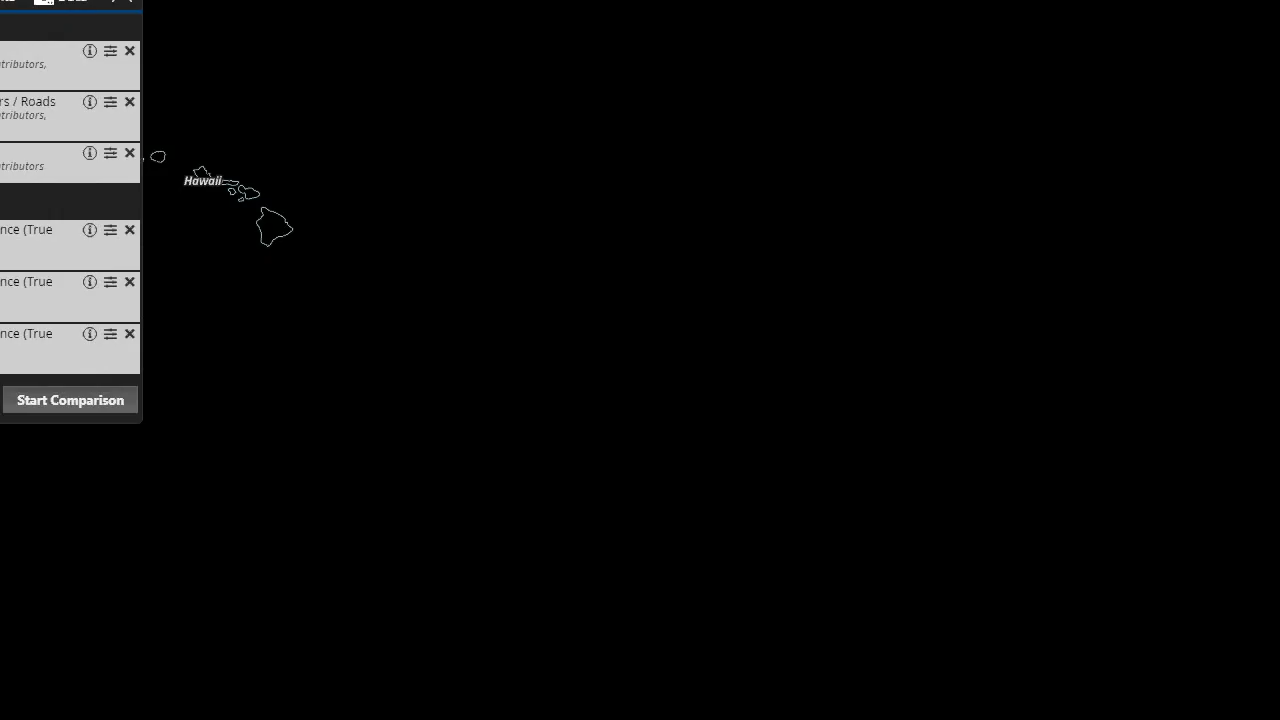 tributors,
rs / Roads
tributors,
tributors
Hawaii
nce (True
nce (True
nce (True
Start Comparison